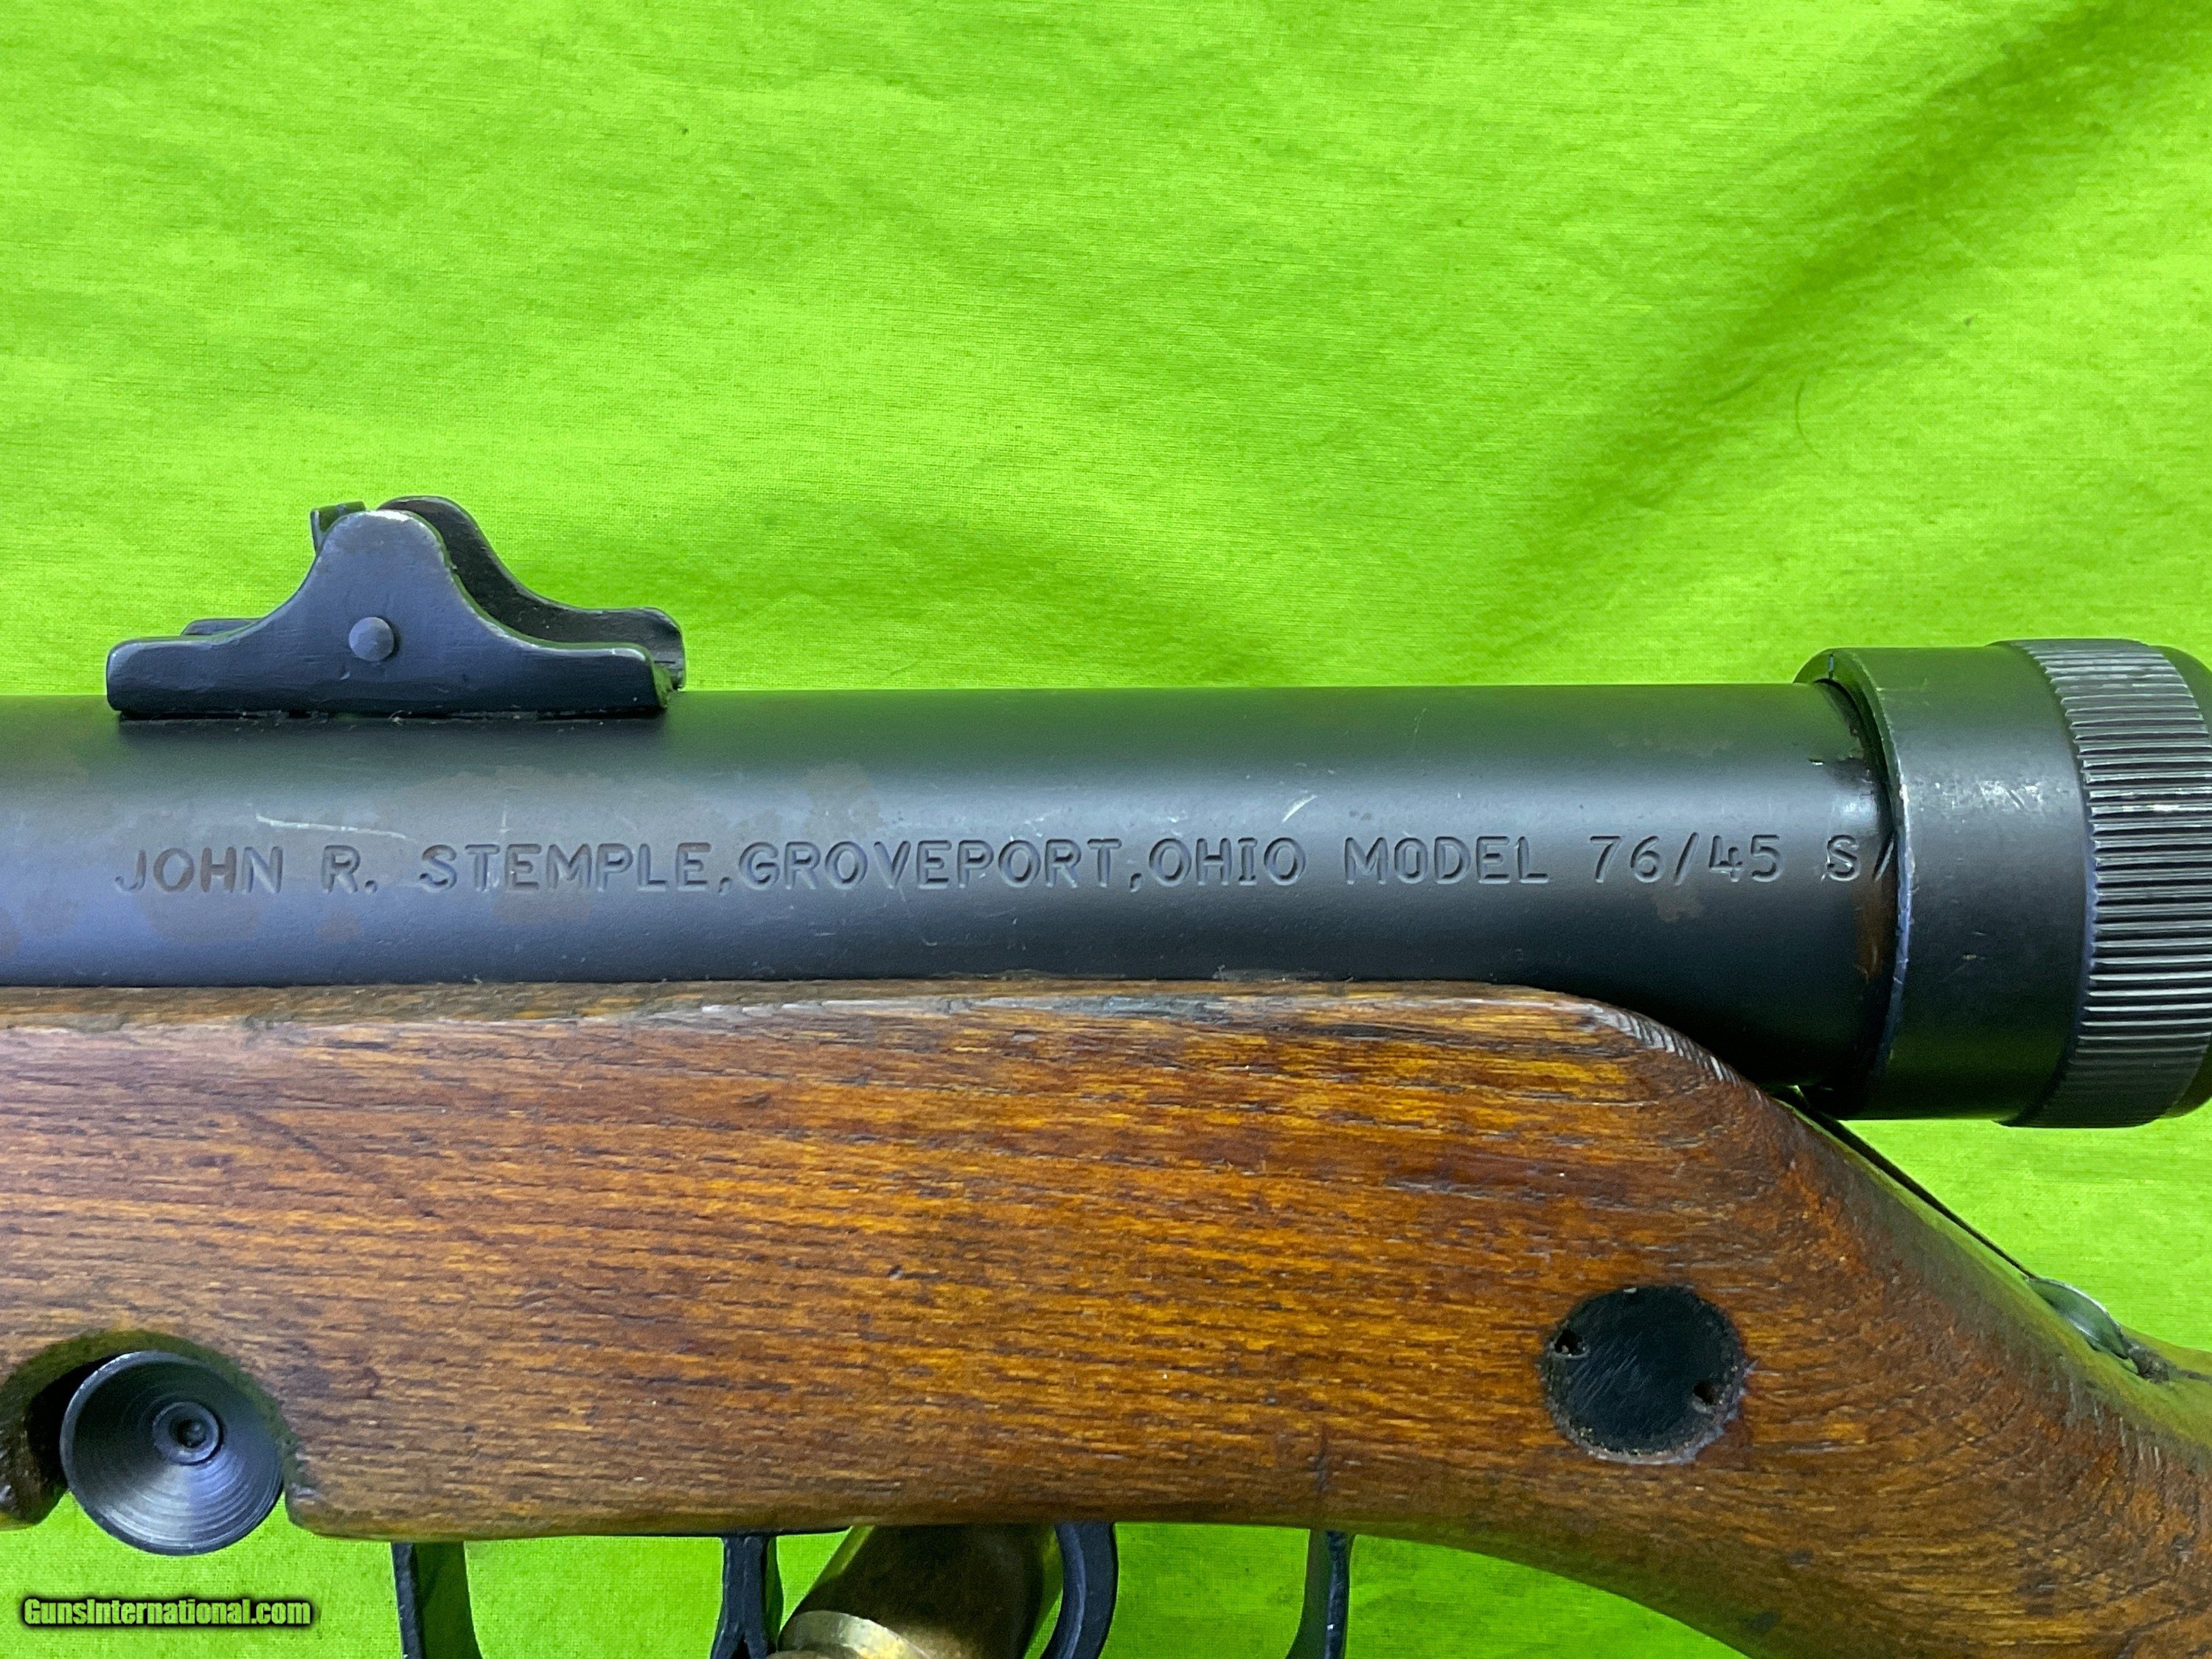 JOHN R. STEMPLE,GROVEPORT,OHIO MODEL 76/45 S/
GunsInternational.com